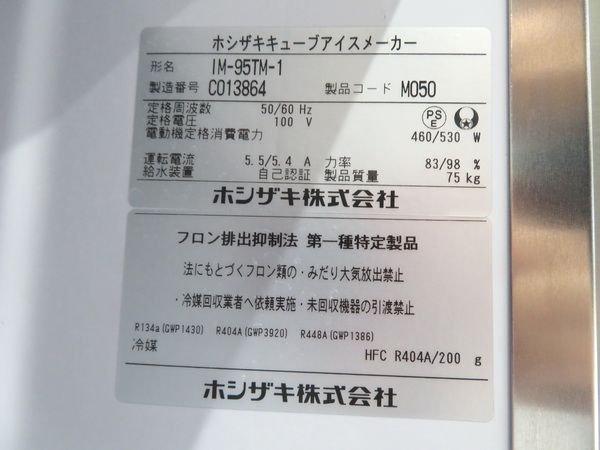 ホシザキキューブアイスメーカー
形名 IM-95TM-1
製造番号 C013864 製品コード M050
定格周波数 50/60 Hz
定格電圧 100 V
PS E
電動機定格消費電力 460/530 W
運転電流 5.5/5.4 A 力率 83/98 %
給水装置 自己認証 製品質量 75 kg
ホシザキ株式会社
フロン排出抑制法 第一種特定製品
法にもとづくフロン類の・みだり大気放出禁止
・冷媒回収業者へ依頼実施・未回収機器の引渡禁止
R134a(GWP1430) R404A(GWP3920) R448A(GWP1386)
冷媒 HFC R404A/200 g
ホシザキ株式会社